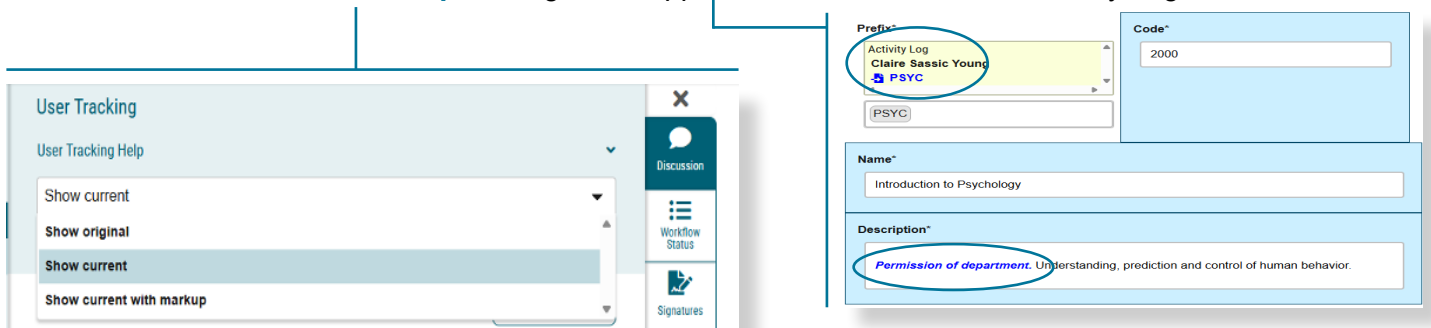 User Tracking
User Tracking Help
Show current
Show original
Show current
Show current with markup
Discussion
Workflow
Status
Signatures
Prefix*
Activity Log
Claire Sassic Young
PSYC
PSYC
Code*
2000
Name*
Introduction to Psychology
Description*
Permission of department. Understanding, prediction and control of human behavior.